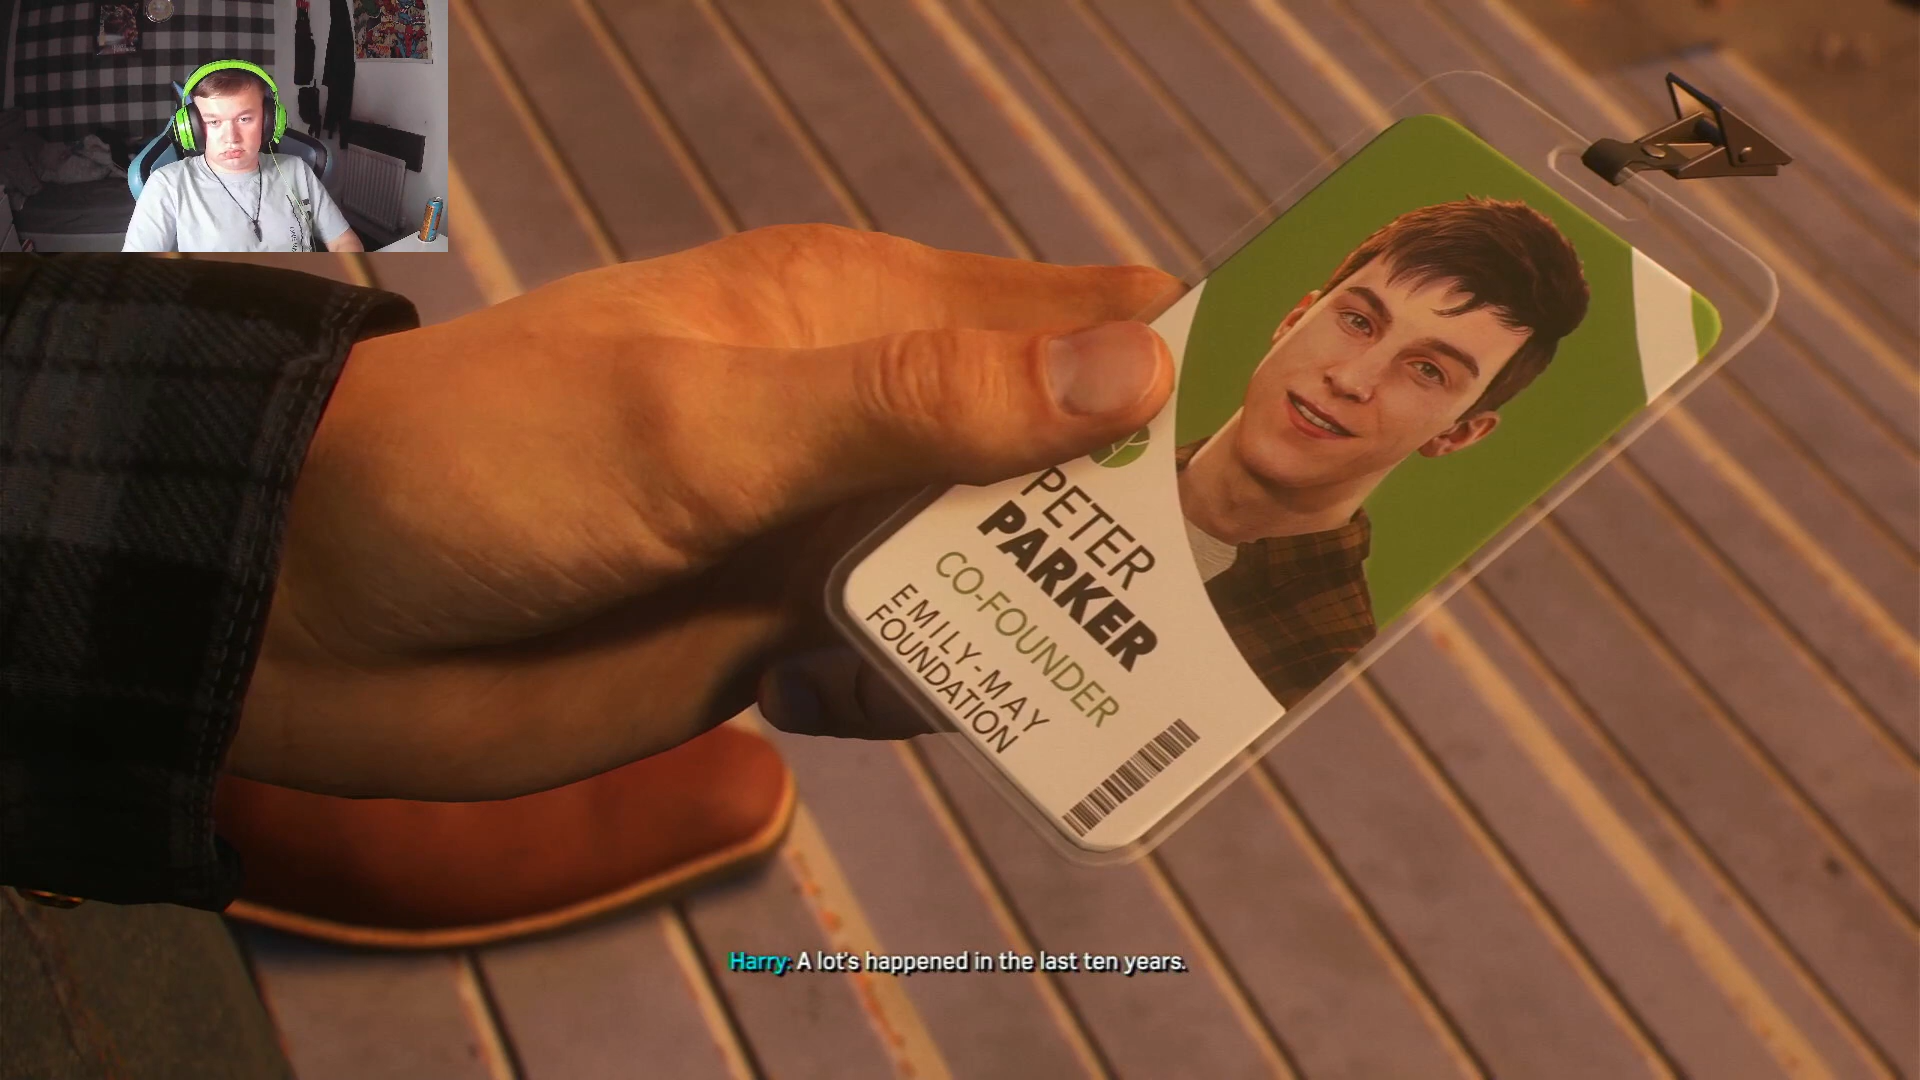 PETER
PARKER
CO-FOUNDER
EMILY-MAY
FOUNDATION
Harry: A lot's happened in the last ten years.